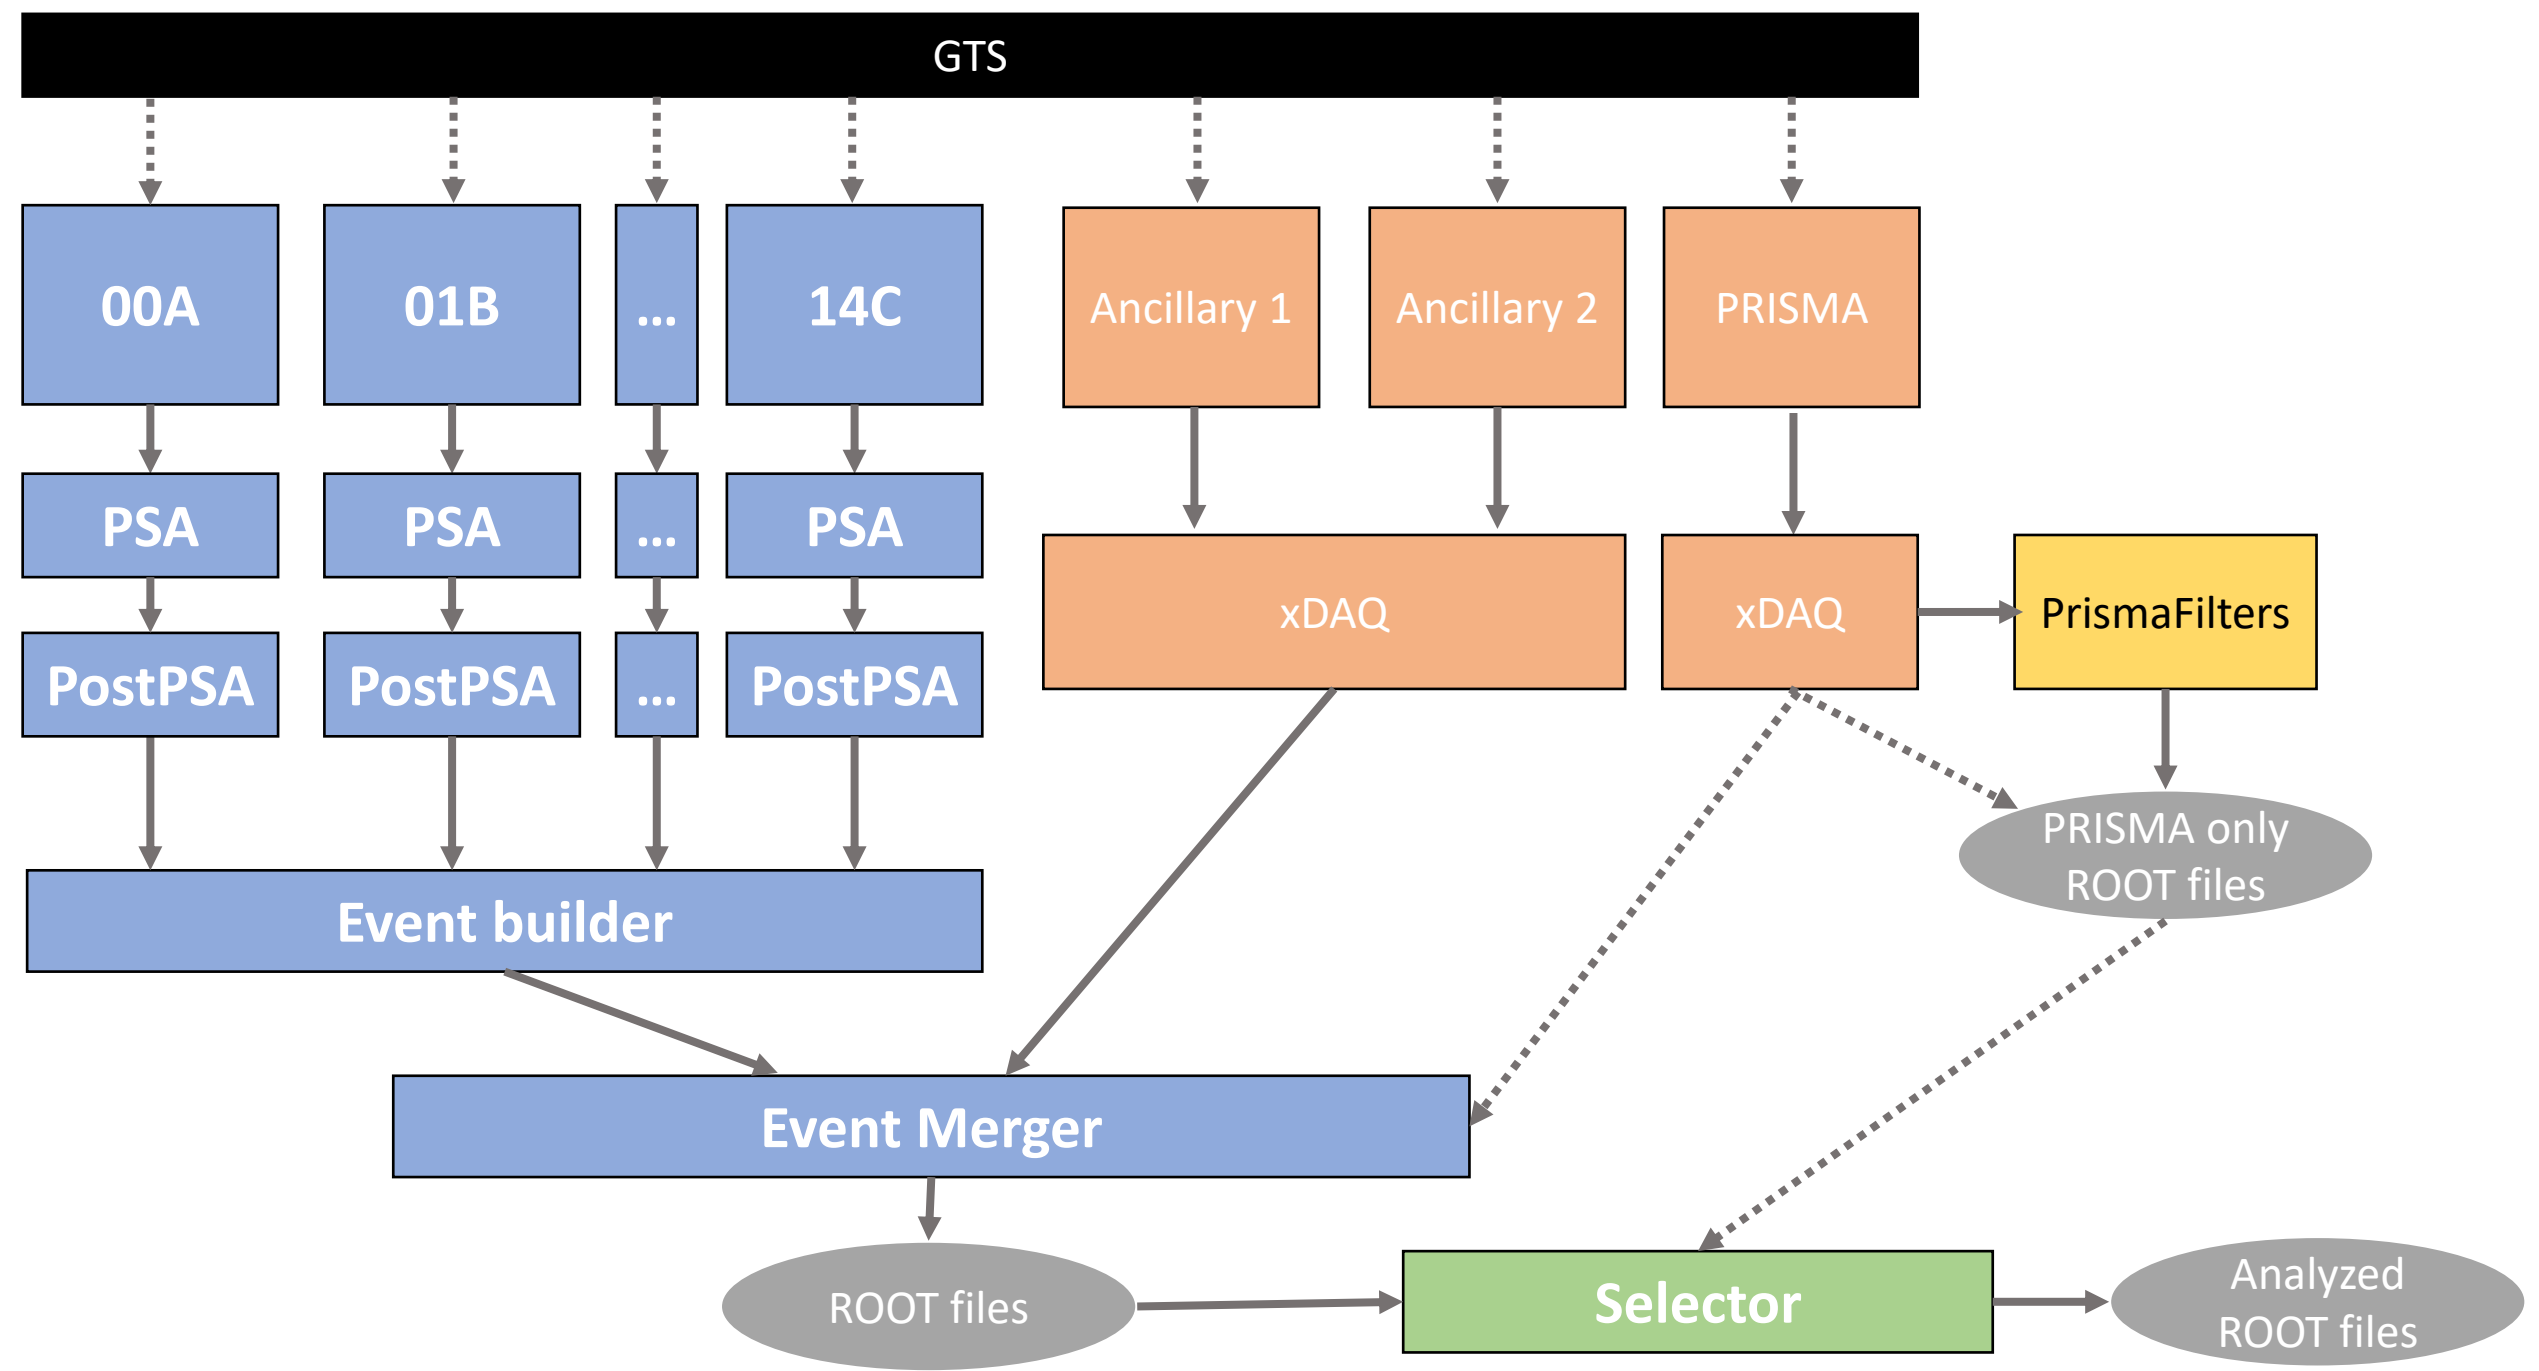 GTS
00A
01B
...
14C
Ancillary 1
Ancillary 2
PRISMA
PSA
PSA
...
PSA
xDAQ
xDAQ
PrismaFilters
PostPSA
PostPSA
...
PostPSA
PRISMA only
ROOT files
Event builder
Event Merger
ROOT files
Selector
Analyzed
ROOT files